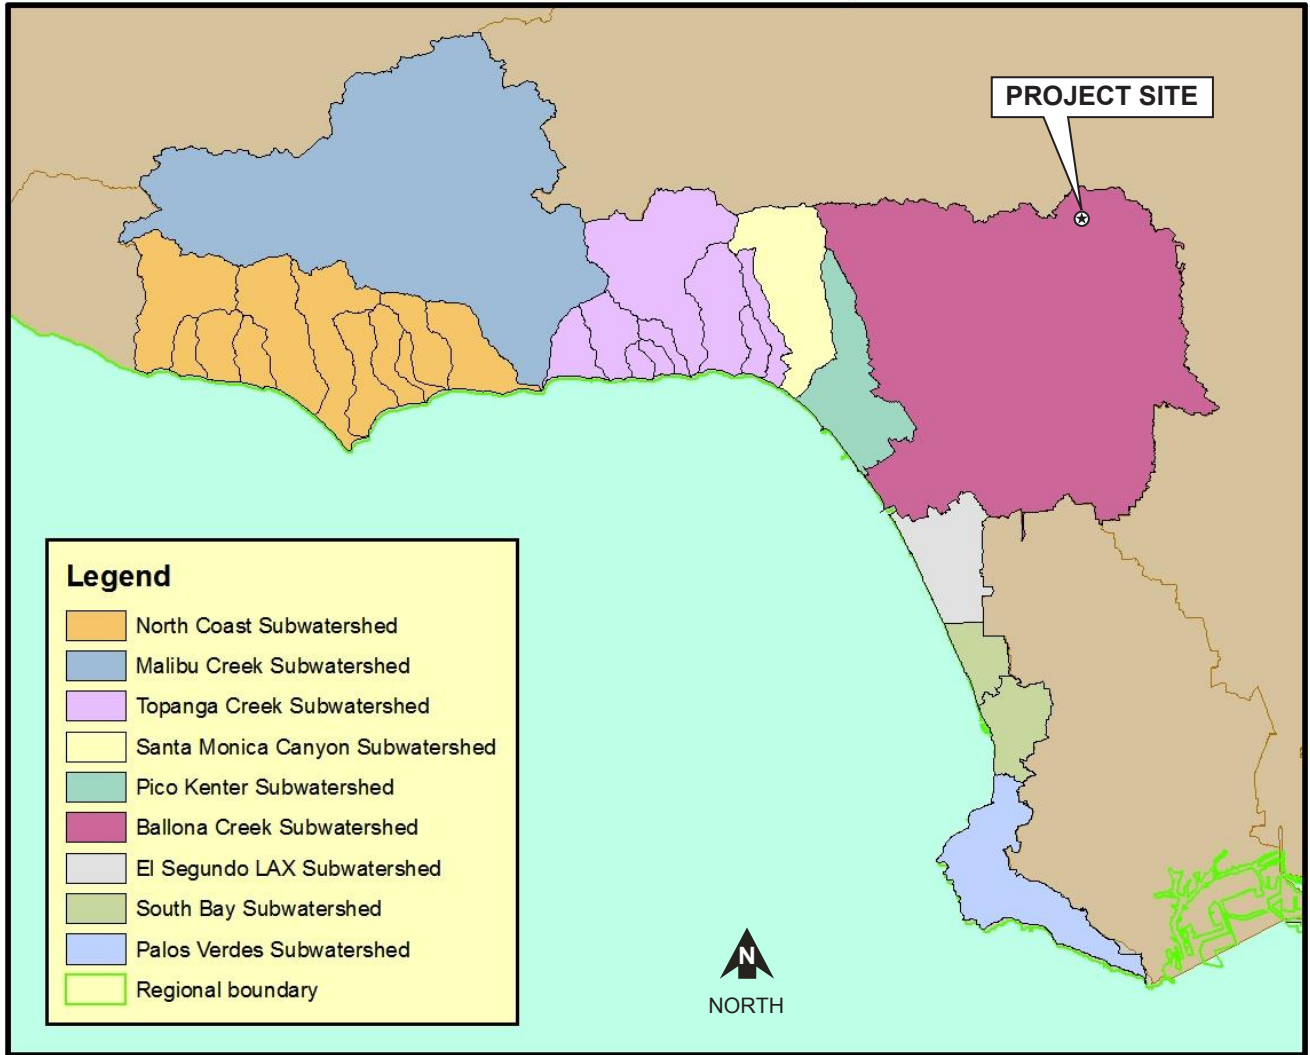 PROJECT SITE
Legend
North Coast Subwatershed
Malibu Creek Subwatershed
Topanga Creek Subwatershed
Santa Monica Canyon Subwatershed
Pico Kenter Subwatershed
Ballona Creek Subwatershed
El Segundo LAX Subwatershed
South Bay Subwatershed
Palos Verdes Subwatershed
Regional boundary
N
NORTH